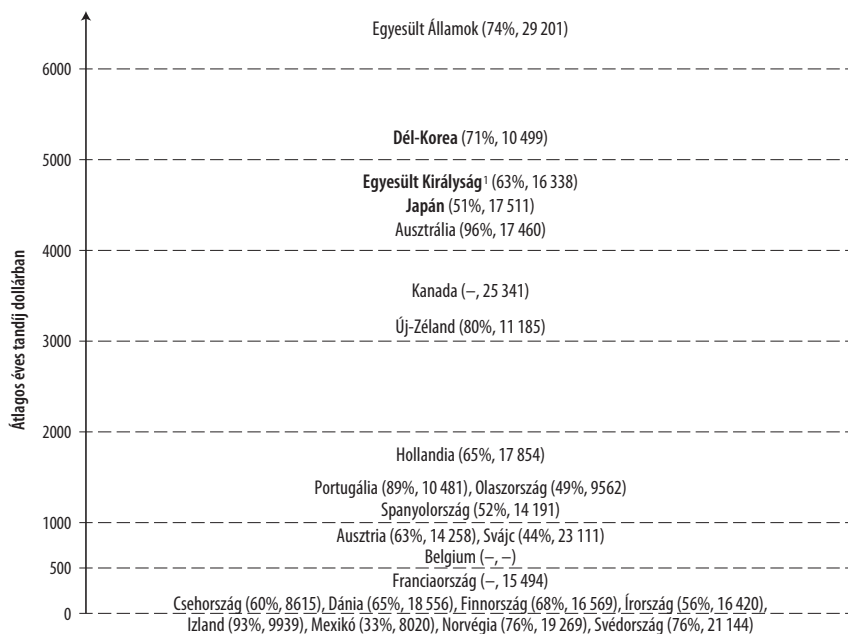 Egyesült Államok (74%, 29 201)
6000
Dél-Korea (71%, 10 499)
5000
Egyesült Királyság¹ (63%, 16 338)
Japán (51%, 17 511)
Ausztrália (96%, 17 460)
4000
Kanada (–, 25 341)
Új-Zéland (80%, 11 185)
3000
Átlagos éves tandíj dollárban
2000
Hollandia (65%, 17 854)
Portugália (89%, 10 481), Olaszország (49%, 9562)
Spanyolország (52%, 14 191)
1000
Ausztria (63%, 14 258), Svájc (44%, 23 111)
Belgium (–, –)
500
Franciaország (–, 15 494)
Csehország (60%, 8615), Dánia (65%, 18 556), Finnország (68%, 16 569), Írország (56%, 16 420),
0
Izland (93%, 9939), Mexikó (33%, 8020), Norvégia (76%, 19 269), Svédország (76%, 21 144)